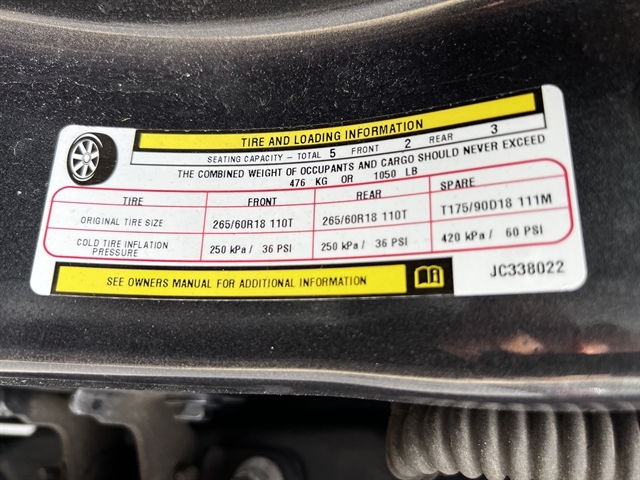 TIRE AND LOADING INFORMATION
SEATING CAPACITY - TOTAL 5 FRONT 2 REAR 3
THE COMBINED WEIGHT OF OCCUPANTS AND CARGO SHOULD NEVER EXCEED
476 KG OR 1050 LB
TIRE FRONT REAR SPARE
ORIGINAL TIRE SIZE 265/60R18 110T 265/60R18 110T T175/90D18 111M
COLD TIRE INFLATION PRESSURE 250 kPa / 36 PSI 250 kPa / 36 PSI 420 kPa / 60 PSI
SEE OWNERS MANUAL FOR ADDITIONAL INFORMATION JC338022